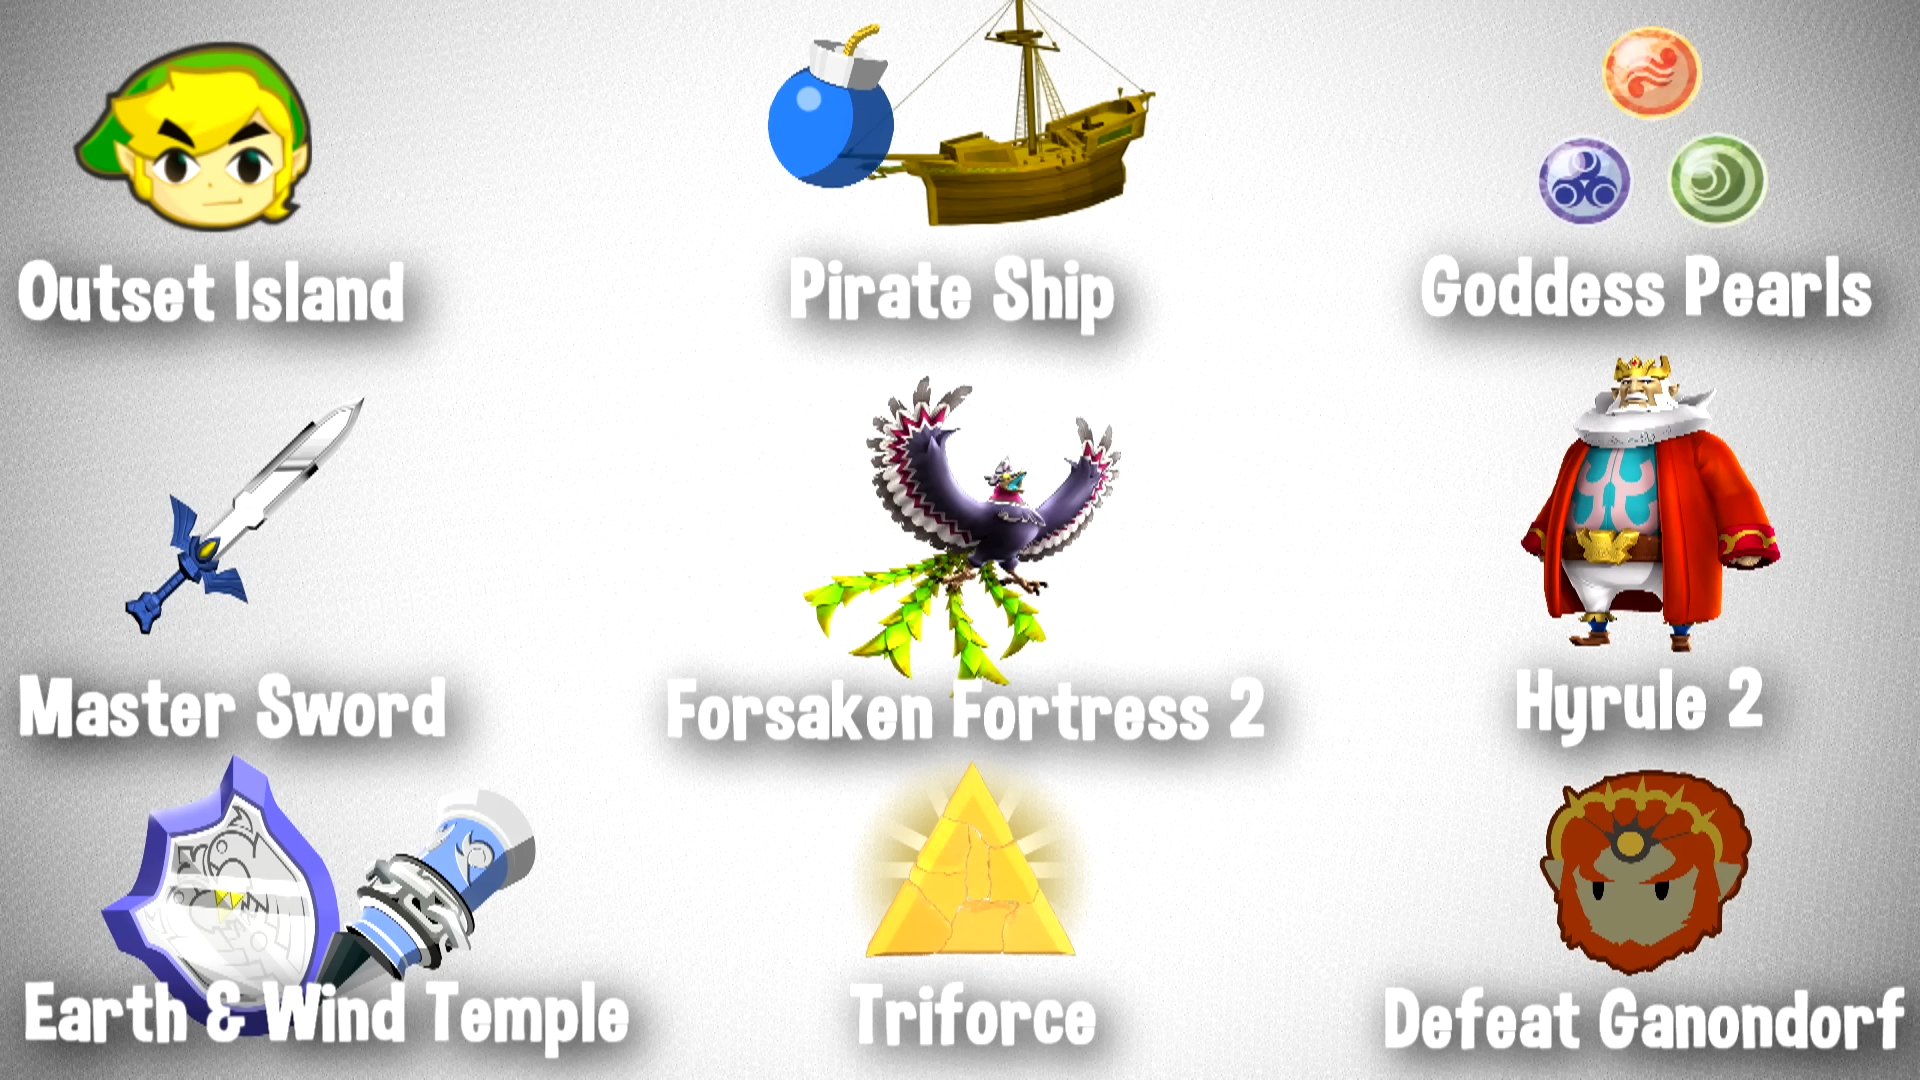 Outset Island
Pirate Ship
Goddess Pearls
Master Sword
Forsaken Fortress 2
Hyrule 2
Earth & Wind Temple
Triforce
Defeat Ganondorf